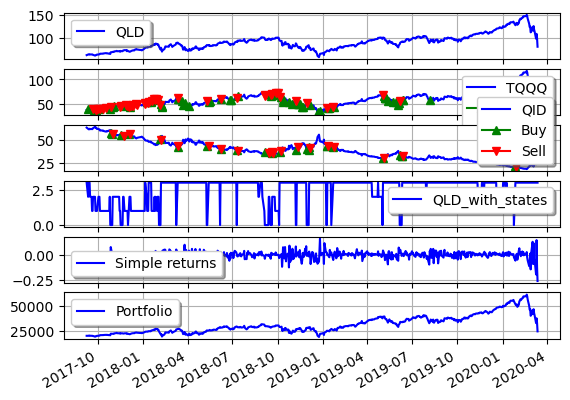 150
100
QLD
100
50
TQQQ
QID
Buy
Sell
50
25
2.5
0.0
QLD_with_states
0.00
−0.25
Simple returns
50000
25000
Portfolio
2017-10
2018-01
2018-04
2018-07
2018-10
2019-01
2019-04
2019-07
2019-10
2020-01
2020-04